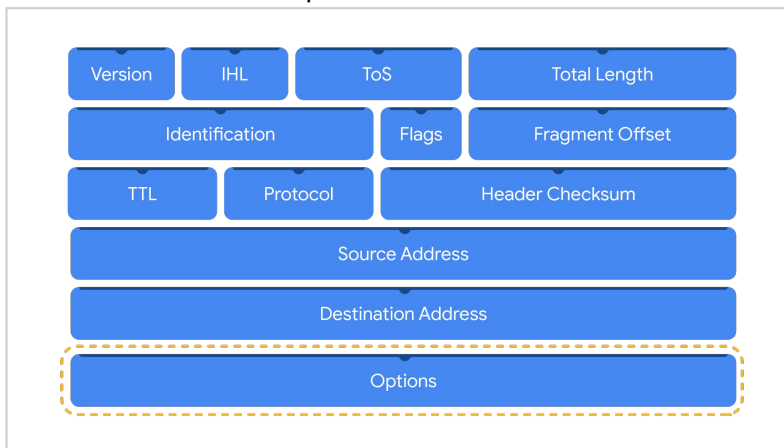 Version IHL ToS Total Length
Identification Flags Fragment Offset
TTL Protocol Header Checksum
Source Address
Destination Address
Options